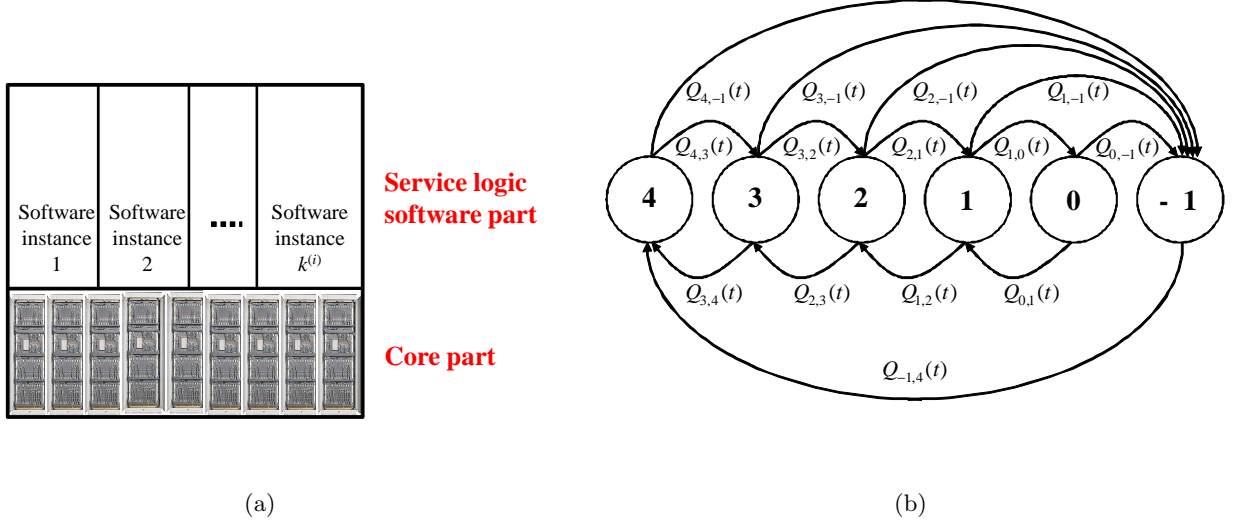 Software
instance
1
Software
instance
2
....
Software
instance
k^{(i)}
Service logic
software part
Core part
(a)
Q_{4,-1}(t)
Q_{3,-1}(t)
Q_{2,-1}(t)
Q_{1,-1}(t)
Q_{4,3}(t)
Q_{3,2}(t)
Q_{2,1}(t)
Q_{1,0}(t)
Q_{0,-1}(t)
4
3
2
1
0
- 1
Q_{3,4}(t)
Q_{2,3}(t)
Q_{1,2}(t)
Q_{0,1}(t)
Q_{-1,4}(t)
(b)